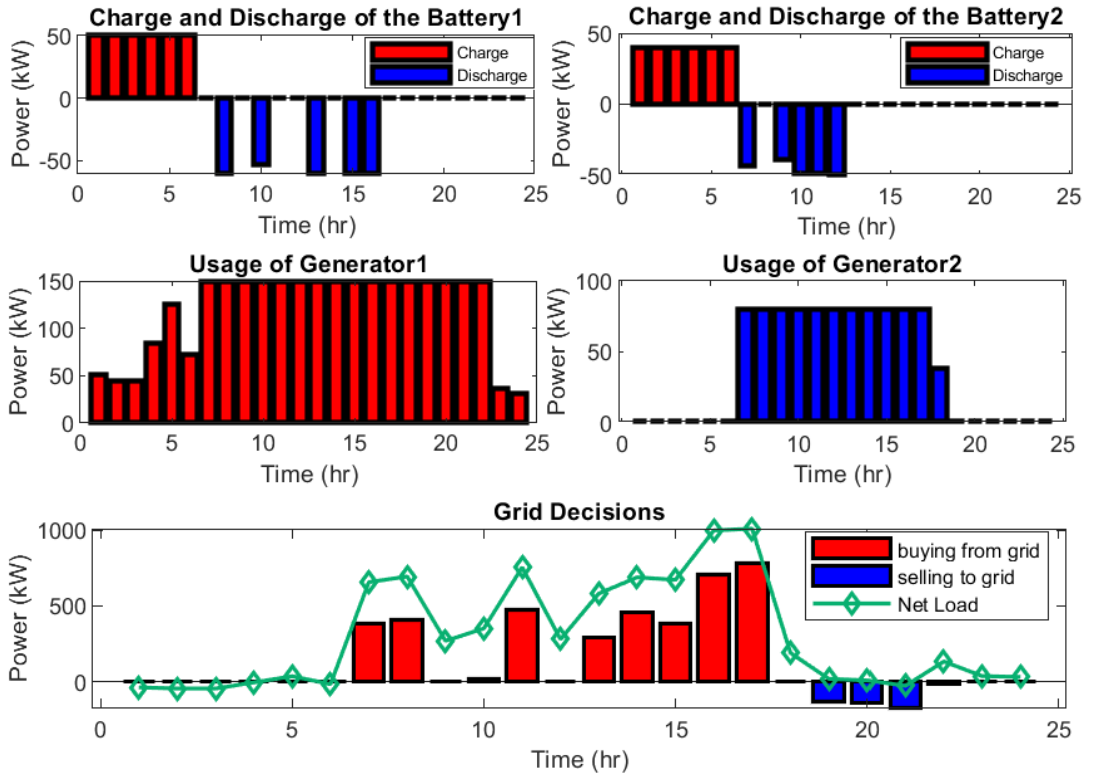 Charge and Discharge of the Battery1
50
0
-50
Power (kW)
Charge
Discharge
0 5 10 15 20 25
Time (hr)
Charge and Discharge of the Battery2
50
0
-50
Power (kW)
Charge
Discharge
0 5 10 15 20 25
Time (hr)
Usage of Generator1
150
100
50
0
Power (kW)
0 5 10 15 20 25
Time (hr)
Usage of Generator2
100
50
0
Power (kW)
0 5 10 15 20 25
Time (hr)
Grid Decisions
1000
500
0
Power (kW)
buying from grid
selling to grid
Net Load
0 5 10 15 20 25
Time (hr)